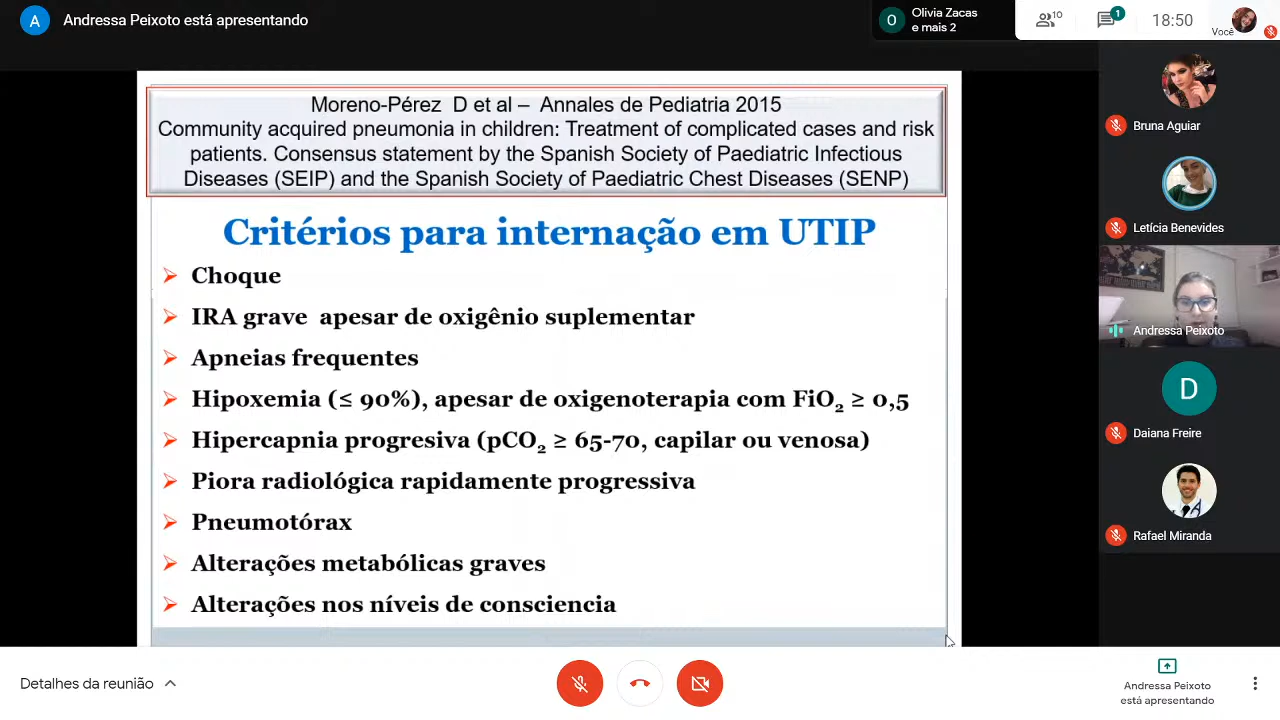 A
Andressa Peixoto está apresentando
O
Olivia Zacas
e mais 2
10
1
18:50
Você
Moreno-Pérez D et al – Annales de Pediatria 2015
Community acquired pneumonia in children: Treatment of complicated cases and risk
patients. Consensus statement by the Spanish Society of Paediatric Infectious
Diseases (SEIP) and the Spanish Society of Paediatric Chest Diseases (SENP)
Critérios para internação em UTIP
Choque
IRA grave apesar de oxigênio suplementar
Apneias frequentes
Hipoxemia (≤ 90%), apesar de oxigenoterapia com FiO₂ ≥ 0,5
Hipercapnia progresiva (pCO₂ ≥ 65-70, capilar ou venosa)
Piora radiológica rapidamente progressiva
Pneumotórax
Alterações metabólicas graves
Alterações nos níveis de consciencia
Bruna Aguiar
Letícia Benevides
Andressa Peixoto
D
Daiana Freire
Rafael Miranda
Detalhes da reunião
Andressa Peixoto
está apresentando